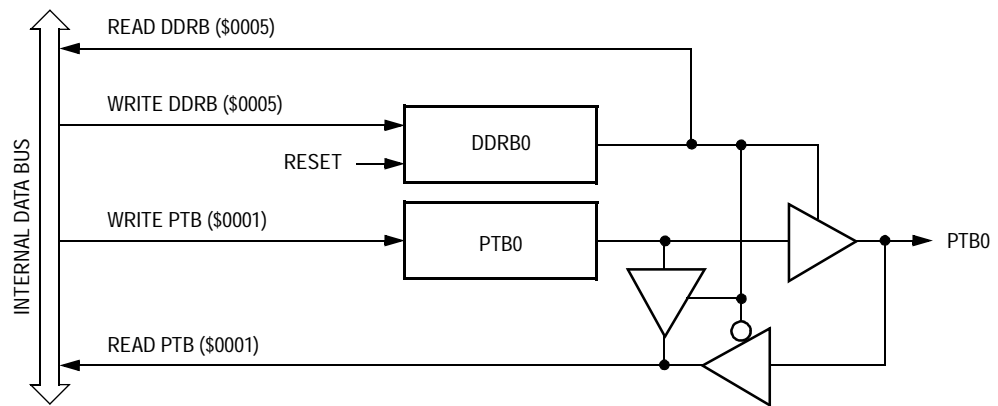 READ DDRB ($0005)
WRITE DDRB ($0005)
DDRB0
RESET
WRITE PTB ($0001)
PTB0
PTB0
READ PTB ($0001)
INTERNAL DATA BUS